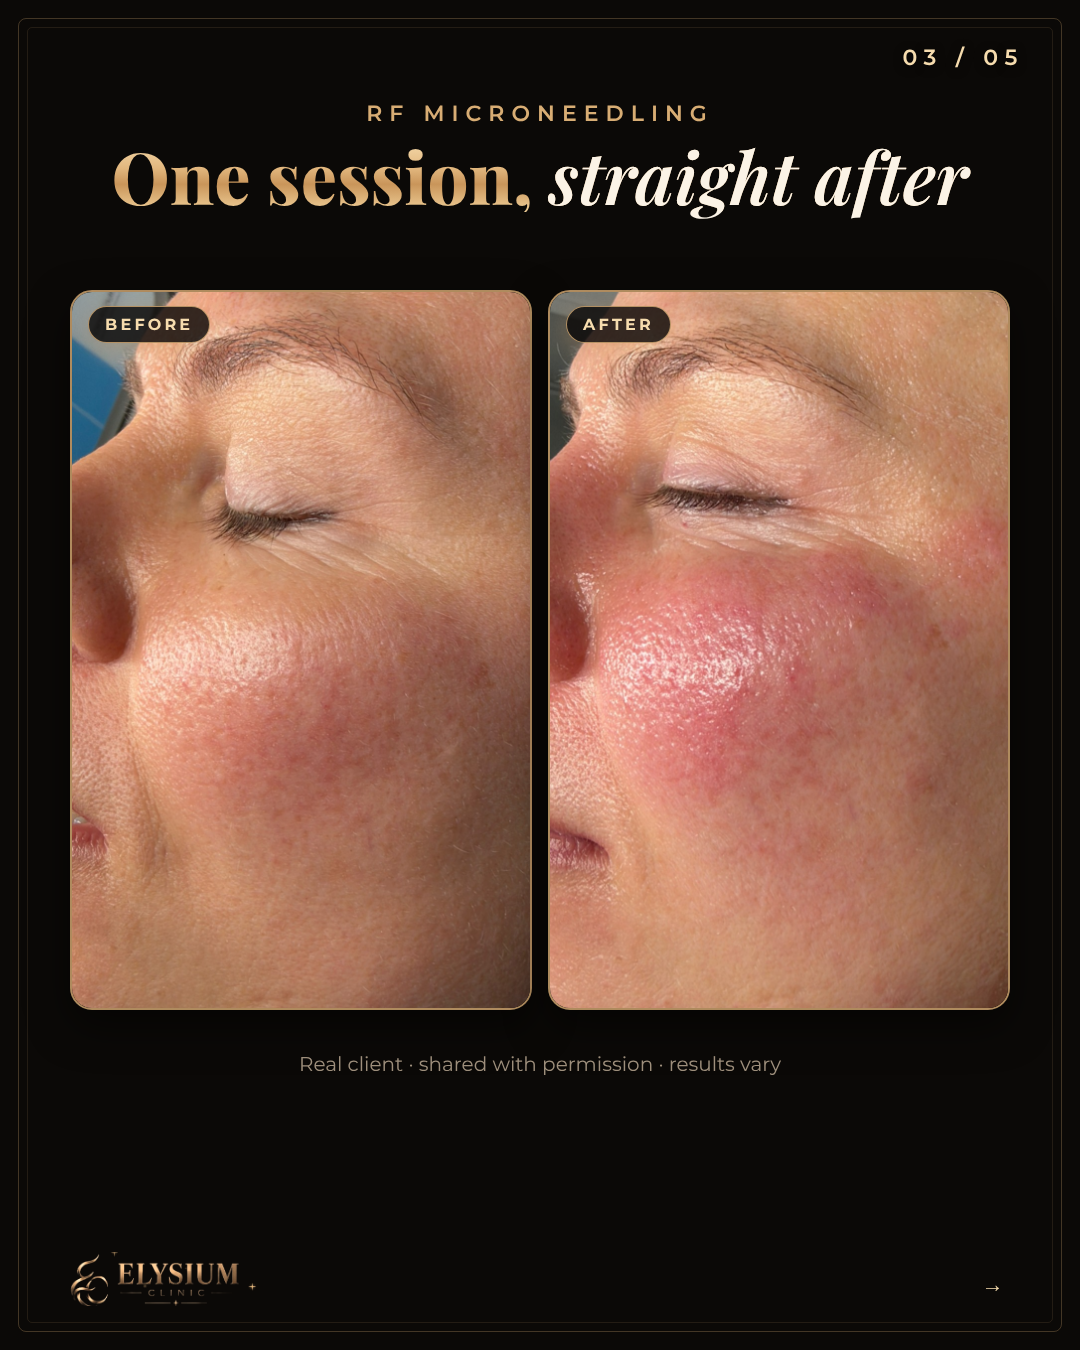 03 / 05
RF MICRONEEDLING
One session, straight after
BEFORE
AFTER
Real client · shared with permission · results vary
ELYSIUM
CLINIC
→